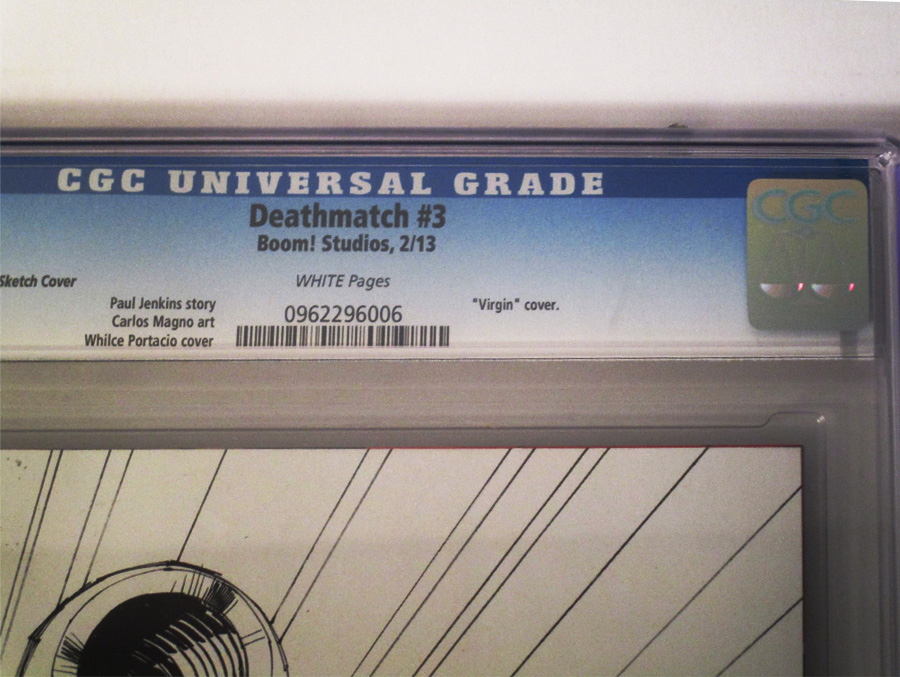 CGC UNIVERSAL GRADE
Deathmatch #3
Boom! Studios, 2/13
CGC
Sketch Cover
WHITE Pages
Paul Jenkins story
Carlos Magno art
Whilce Portacio cover
0962296006
"Virgin" cover.